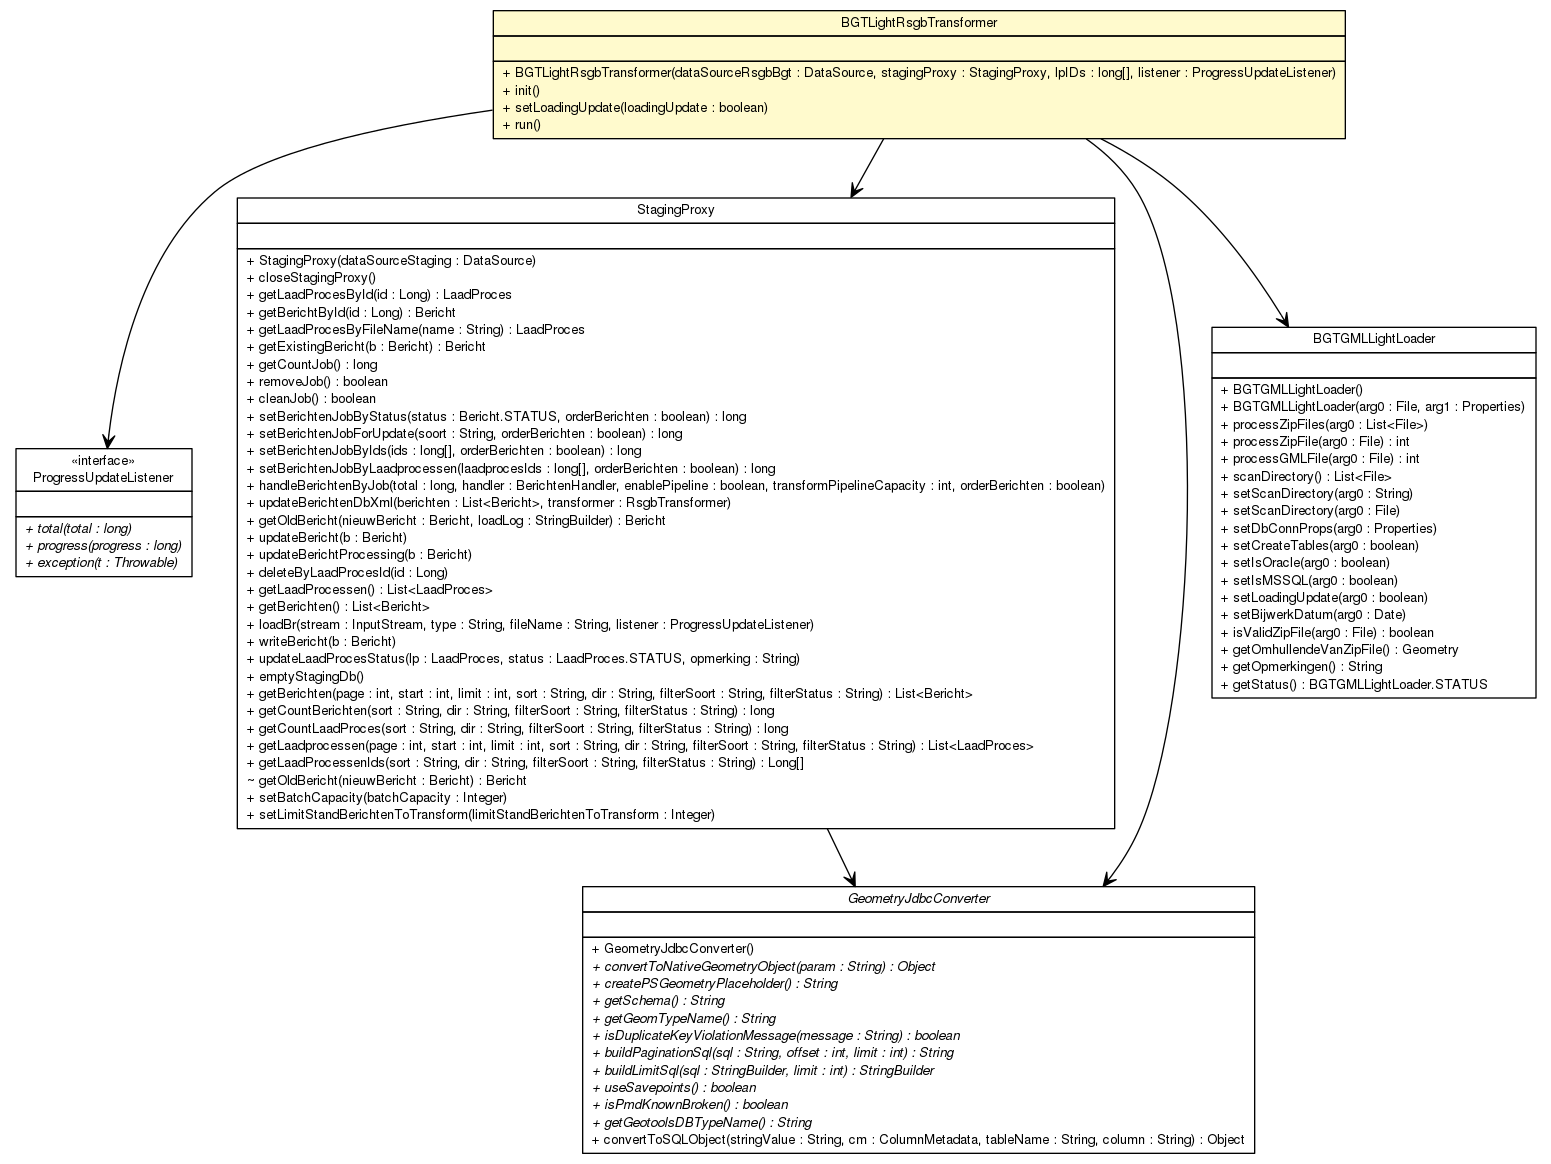 BGTLightRsgbTransformer
+ BGTLightRsgbTransformer(dataSourceRsgbBgt : DataSource, stagingProxy : StagingProxy, lpIDs : long[], listener : ProgressUpdateListener)
+ init()
+ setLoadingUpdate(loadingUpdate : boolean)
+ run()
StagingProxy
+ StagingProxy(dataSourceStaging : DataSource)
+ closeStagingProxy()
+ getLaadProcesById(id : Long) : LaadProces
+ getBerichtById(id : Long) : Bericht
+ getLaadProcesByFileName(name : String) : LaadProces
+ getExistingBericht(b : Bericht) : Bericht
+ getCountJob() : long
+ removeJob() : boolean
+ cleanJob() : boolean
+ setBerichtenJobByStatus(status : Bericht.STATUS, orderBerichten : boolean) : long
+ setBerichtenJobForUpdate(soort : String, orderBerichten : boolean) : long
+ setBerichtenJobByIds(ids : long[], orderBerichten : boolean) : long
+ setBerichtenJobByLaadprocessen(laadprocesIds : long[], orderBerichten : boolean) : long
+ handleBerichtenByJob(total : long, handler : BerichtenHandler, enablePipeline : boolean, transformPipelineCapacity : int, orderBerichten : boolean)
+ updateBerichtenDbXml(berichten : List<Bericht>, transformer : RsgbTransformer)
+ getOldBericht(nieuwBericht : Bericht, loadLog : StringBuilder) : Bericht
+ updateBericht(b : Bericht)
+ updateBerichtProcessing(b : Bericht)
+ deleteByLaadProcesId(id : Long)
+ getLaadProcessen() : List<LaadProces>
+ getBerichten() : List<Bericht>
+ loadBr(stream : InputStream, type : String, fileName : String, listener : ProgressUpdateListener)
+ writeBericht(b : Bericht)
+ updateLaadProcesStatus(lp : LaadProces, status : LaadProces.STATUS, opmerking : String)
+ emptyStagingDb()
+ getBerichten(page : int, start : int, limit : int, sort : String, dir : String, filterSoort : String, filterStatus : String) : List<Bericht>
+ getCountBerichten(sort : String, dir : String, filterSoort : String, filterStatus : String) : long
+ getCountLaadProces(sort : String, dir : String, filterSoort : String, filterStatus : String) : long
+ getLaadprocessen(page : int, start : int, limit : int, sort : String, dir : String, filterSoort : String, filterStatus : String) : List<LaadProces>
+ getLaadProcessenIds(sort : String, dir : String, filterSoort : String, filterStatus : String) : Long[]
~ getOldBericht(nieuwBericht : Bericht) : Bericht
+ setBatchCapacity(batchCapacity : Integer)
+ setLimitStandBerichtenToTransform(limitStandBerichtenToTransform : Integer)
BGTGMLLightLoader
+ BGTGMLLightLoader()
+ BGTGMLLightLoader(arg0 : File, arg1 : Properties)
+ processZipFiles(arg0 : List<File>)
+ processZipFile(arg0 : File) : int
+ processGMLFile(arg0 : File) : int
+ scanDirectory() : List<File>
+ setScanDirectory(arg0 : String)
+ setScanDirectory(arg0 : File)
+ setDbConnProps(arg0 : Properties)
+ setCreateTables(arg0 : boolean)
+ setIsOracle(arg0 : boolean)
+ setIsMSSQL(arg0 : boolean)
+ setLoadingUpdate(arg0 : boolean)
+ setBijwerkDatum(arg0 : Date)
+ isValidZipFile(arg0 : File) : boolean
+ getOmhullendeVanZipFile() : Geometry
+ getOpmerkingen() : String
+ getStatus() : BGTGMLLightLoader.STATUS
«interface»
ProgressUpdateListener
+ total(total : long)
+ progress(progress : long)
+ exception(t : Throwable)
GeometryJdbcConverter
+ GeometryJdbcConverter()
+ convertToNativeGeometryObject(param : String) : Object
+ createPSGeometryPlaceholder() : String
+ getSchema() : String
+ getGeomTypeName() : String
+ isDuplicateKeyViolationMessage(message : String) : boolean
+ buildPaginationSql(sql : String, offset : int, limit : int) : String
+ buildLimitSql(sql : StringBuilder, limit : int) : StringBuilder
+ useSavepoints() : boolean
+ isPmdKnownBroken() : boolean
+ getGeotoolsDBTypeName() : String
+ convertToSQLObject(stringValue : String, cm : ColumnMetadata, tableName : String, column : String) : Object